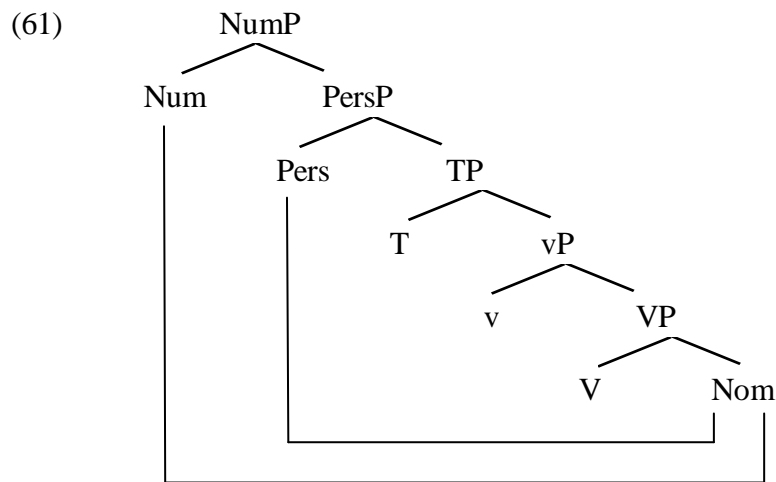 (61) NumP
Num PersP
Pers TP
T vP
v VP
V Nom